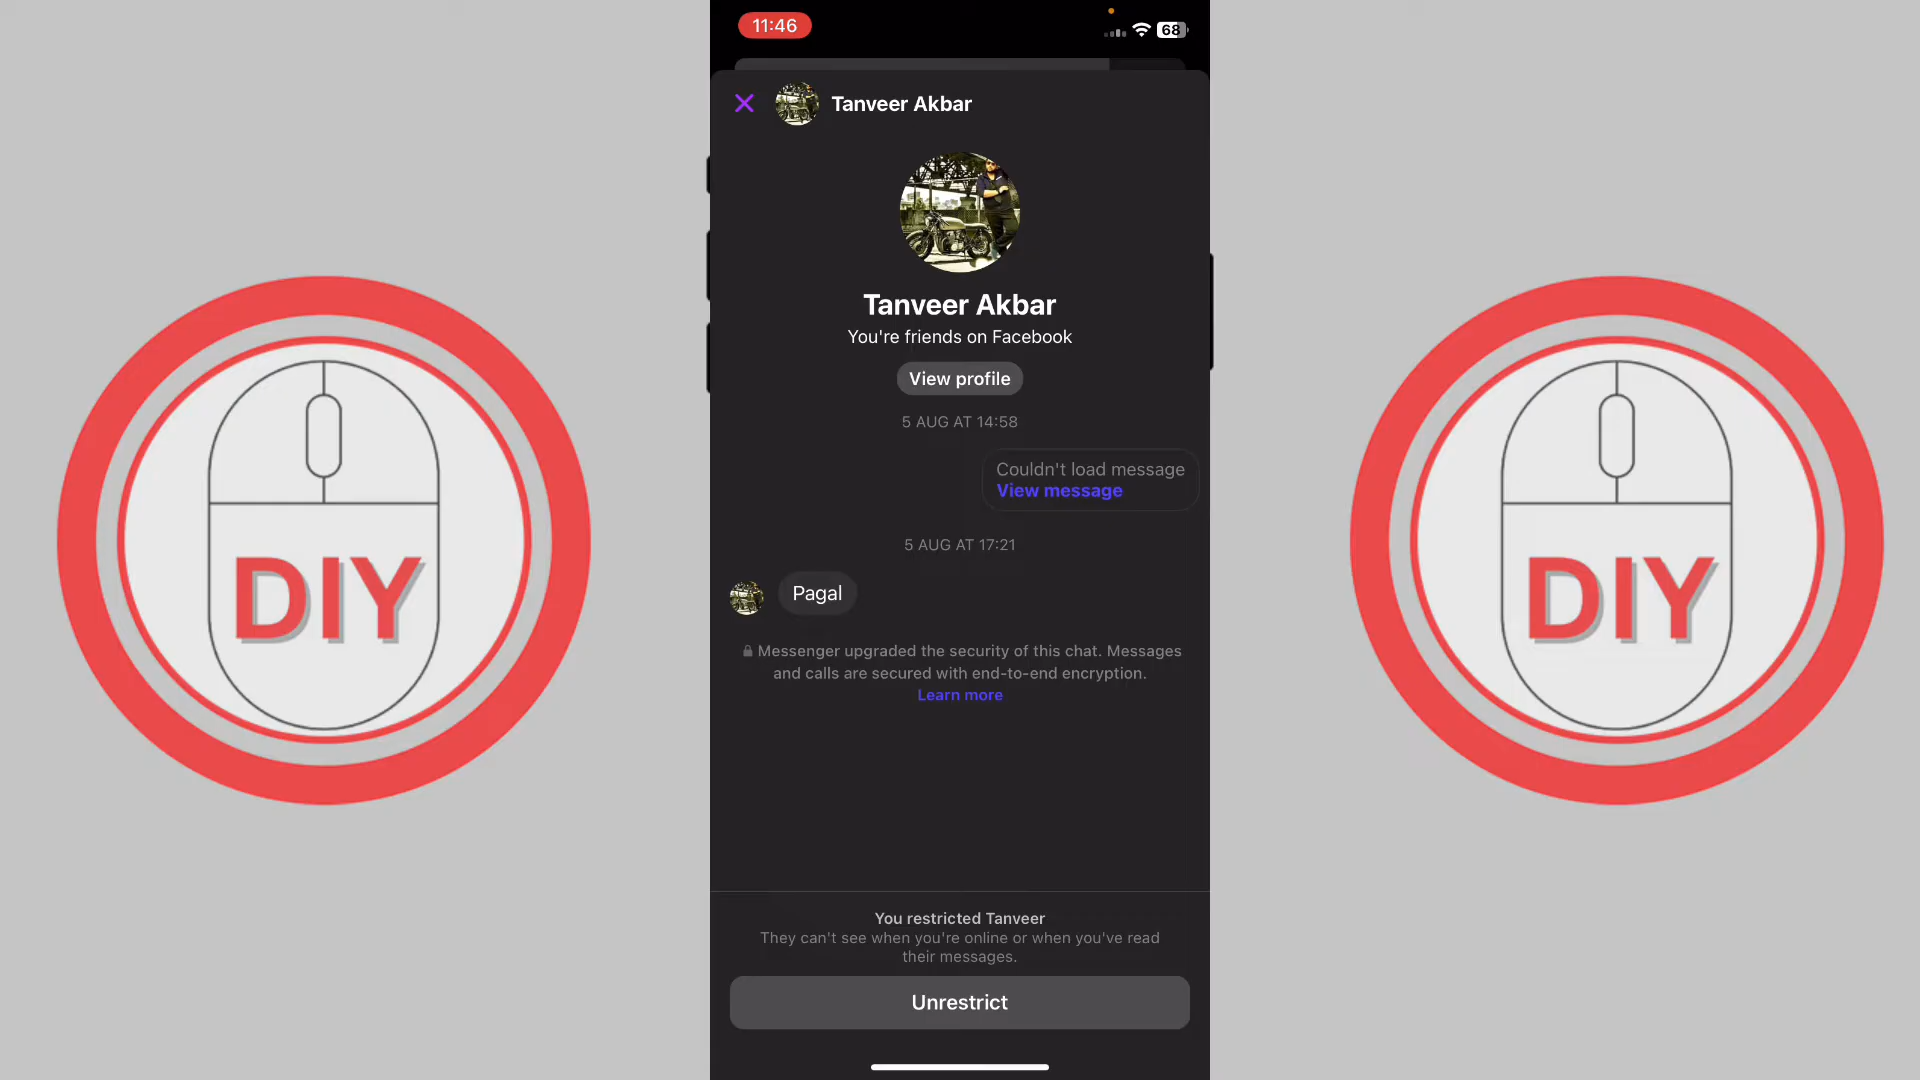 11:46
68
Tanveer Akbar
Tanveer Akbar
You're friends on Facebook
View profile
5 AUG AT 14:58
Couldn't load message
View message
5 AUG AT 17:21
Pagal
Messenger upgraded the security of this chat. Messages
and calls are secured with end-to-end encryption.
Learn more
You restricted Tanveer
They can't see when you're online or when you've read
their messages.
Unrestrict
DIY
DIY